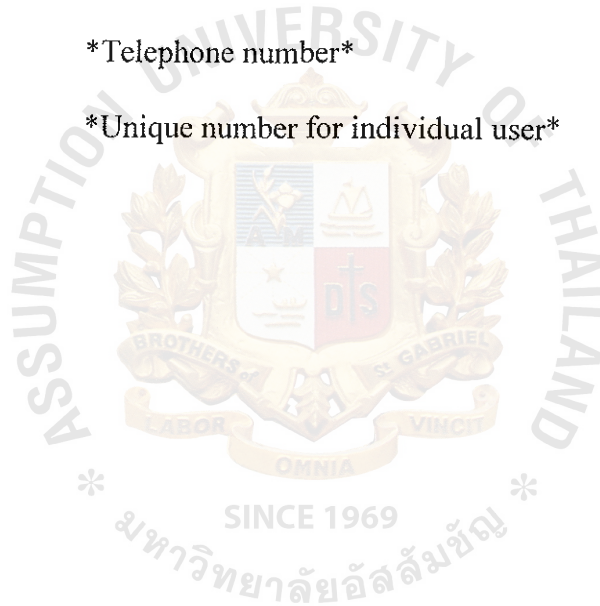 *Telephone number*
*Unique number for individual user*
ASSUMPTION UNIVERSITY OF THAILAND
A-M
DS
BROTHERS of St GABRIEL
LABOR
VINCIT
OMNIA
SINCE 1969
* มหาวิทยาลัยอัสสัมชัญ *